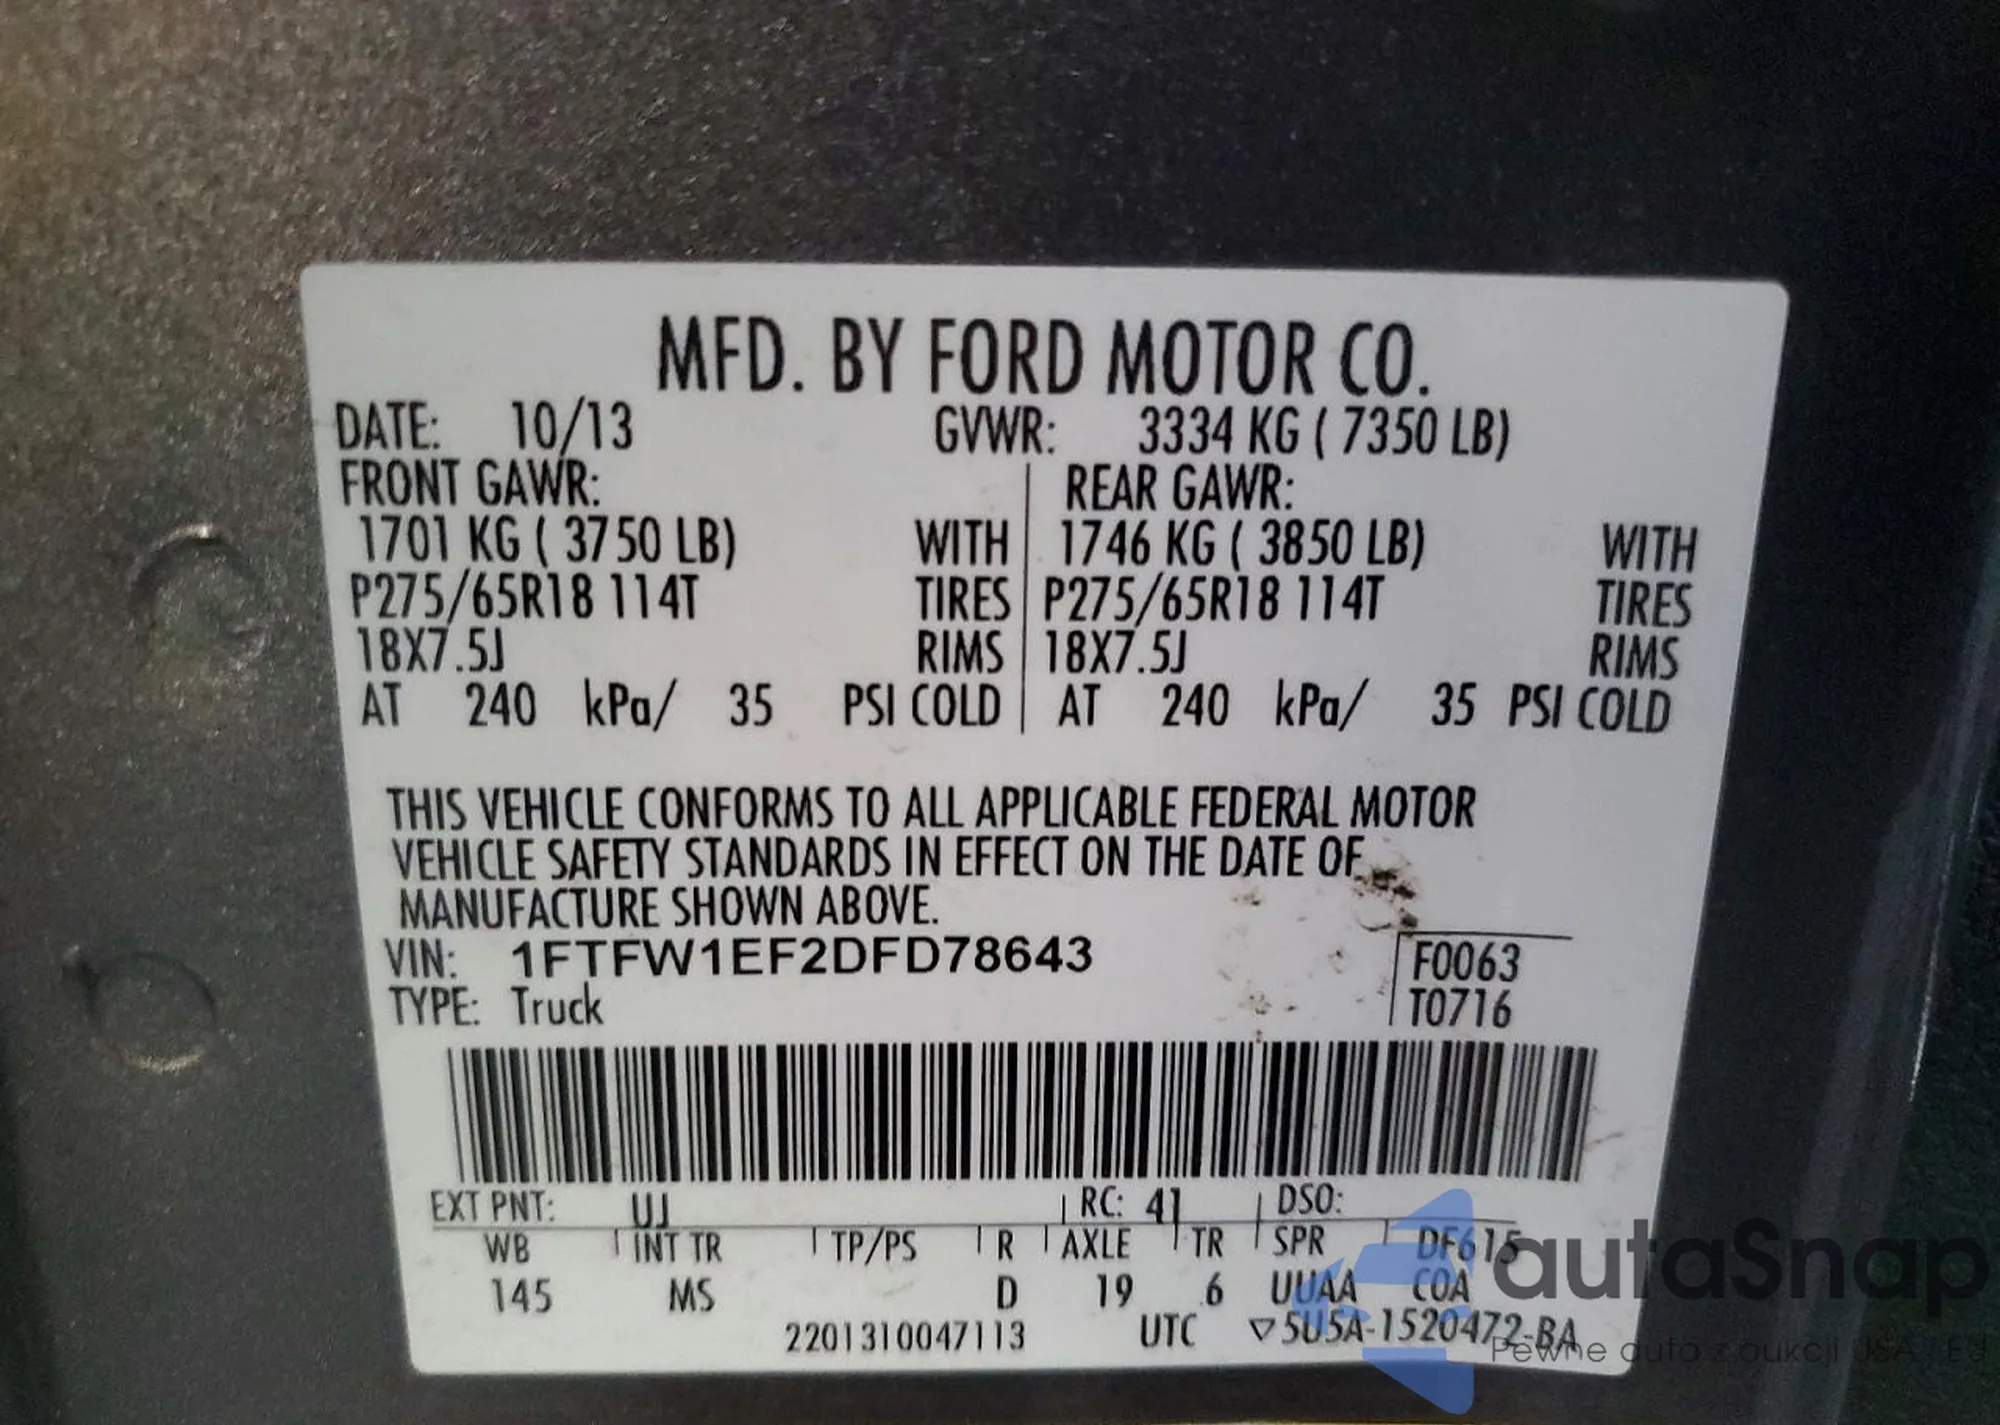 MFD. BY FORD MOTOR CO.
DATE: 10/13 GVWR: 3334 KG ( 7350 LB)
FRONT GAWR: REAR GAWR:
1701 KG ( 3750 LB) WITH 1746 KG ( 3850 LB) WITH
P275/65R18 114T TIRES P275/65R18 114T TIRES
18X7.5J RIMS 18X7.5J RIMS
AT 240 kPa/ 35 PSI COLD AT 240 kPa/ 35 PSI COLD
THIS VEHICLE CONFORMS TO ALL APPLICABLE FEDERAL MOTOR
VEHICLE SAFETY STANDARDS IN EFFECT ON THE DATE OF
MANUFACTURE SHOWN ABOVE.
VIN: 1FTFW1EF2DFD78643 F0063
TYPE: Truck T0716
EXT PNT: UJ RC: 41 DSO:
WB INT TR TP/PS R AXLE TR SPR DF615
145 MS D 19 6 UUAA COA
2201310047113 UTC ▽5U5A-1520472-BA
autaSnap
Pewne auta z aukcji USA i EU